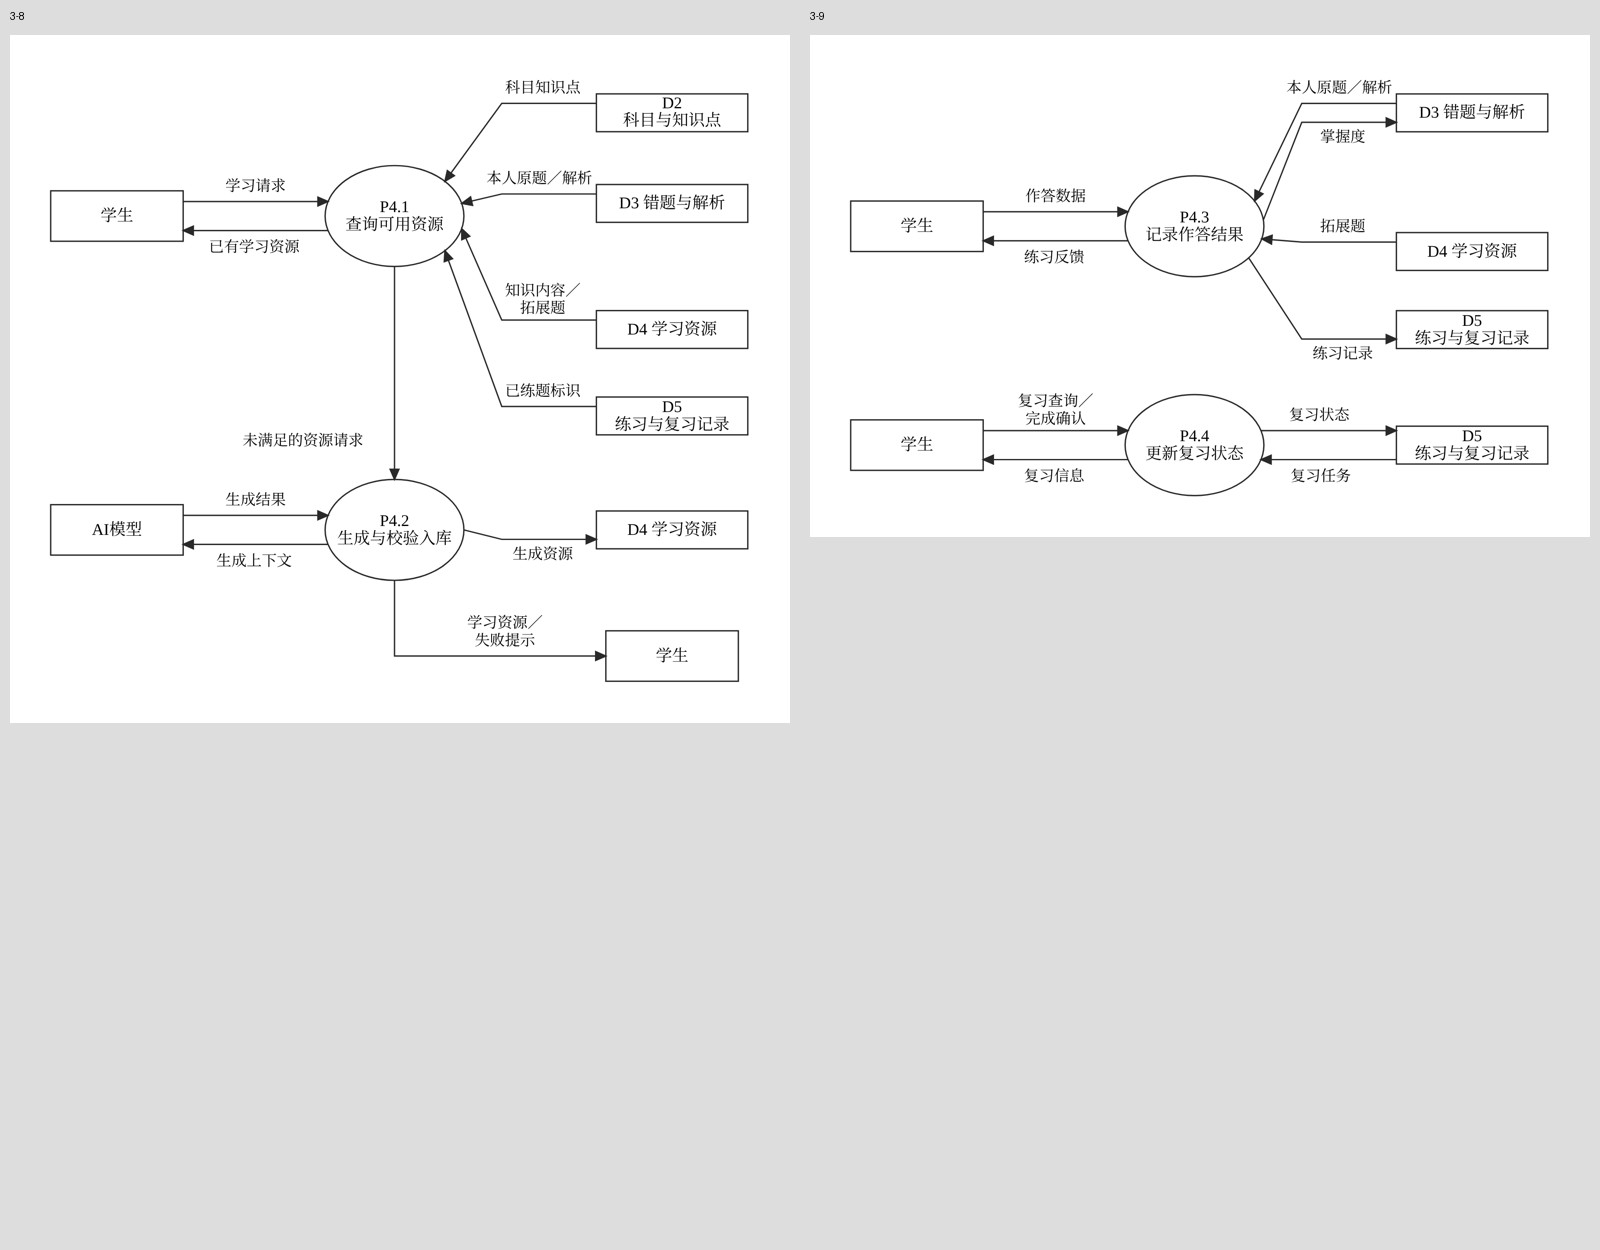 3-8
科目知识点
D2
科目与知识点
学习请求
本人原题／解析
学生
P4.1
查询可用资源
D3 错题与解析
已有学习资源
知识内容／
拓展题
D4 学习资源
已练题标识
D5
练习与复习记录
未满足的资源请求
生成结果
AI模型
P4.2
生成与校验入库
D4 学习资源
生成上下文
生成资源
学习资源／
失败提示
学生
3-9
本人原题／解析
D3 错题与解析
掌握度
作答数据
学生
P4.3
记录作答结果
拓展题
D4 学习资源
练习反馈
D5
练习与复习记录
练习记录
复习查询／
完成确认
复习状态
学生
P4.4
更新复习状态
D5
练习与复习记录
复习信息
复习任务